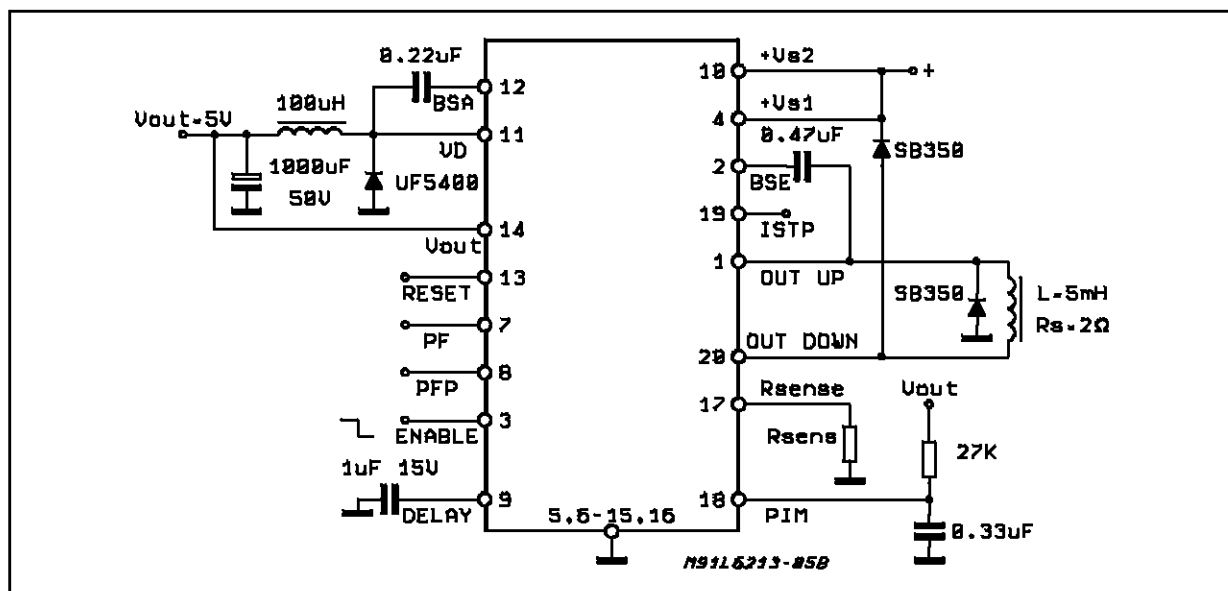 0.22uF
12
BSA
100uH
Vout=5V
11
VD
1000uF
50V
UF5400
14
Vout
13
RESET
7
PF
8
PFP
3
ENABLE
1uF 15V
9
DELAY
5,6-15,16
+Vs2
10
+
+Vs1
4
0.47uF
SB350
2
BSE
19
ISTP
1
OUT UP
SB350
L=5mH
Rs=2Ω
OUT DOWN
20
Rsense
17
Vout
Rsens
27K
18
PIM
0.33uF
M91L6213-05B